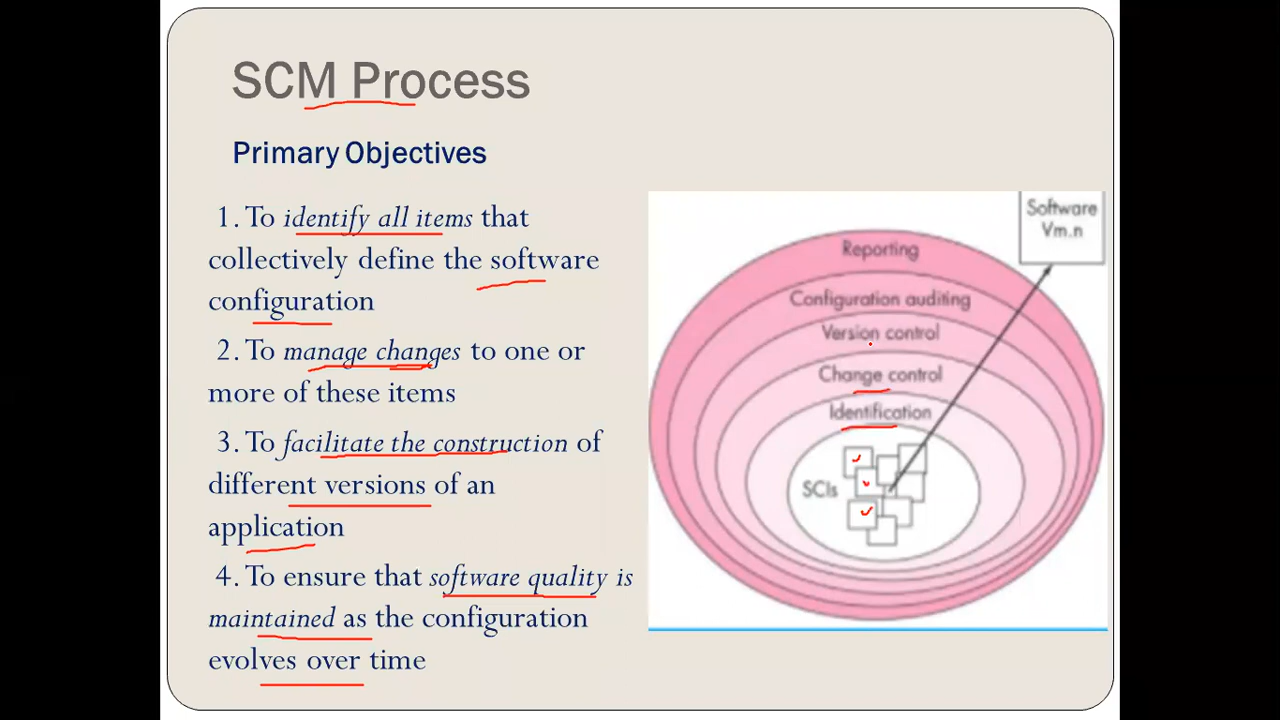 SCM Process
Primary Objectives
1. To identify all items that
collectively define the software
configuration
2. To manage changes to one or
more of these items
3. To facilitate the construction of
different versions of an
application
4. To ensure that software quality is
maintained as the configuration
evolves over time
Software
Vm.n
Reporting
Configuration auditing
Version control
Change control
Identification
SCIs